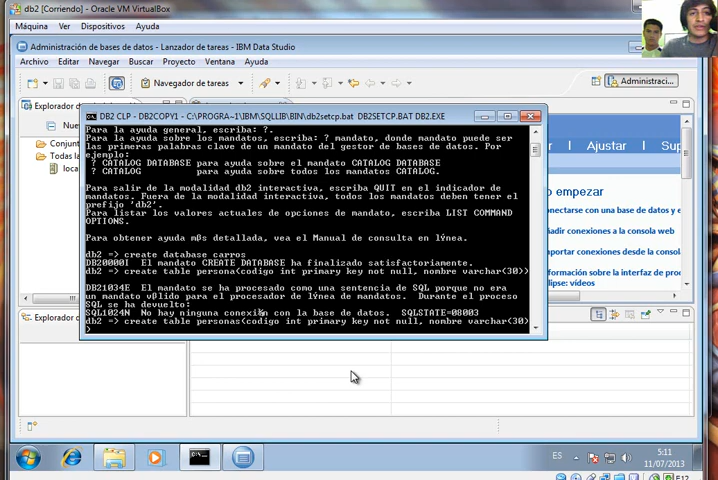 db2 [Corriendo] - Oracle VM VirtualBox
Máquina Ver Dispositivos Ayuda
Administración de bases de datos - Lanzador de tareas - IBM Data Studio
Archivo Editar Navegar Buscar Proyecto Ventana Ayuda
Navegador de tareas
Administraci...
Explorador
DB2 CLP - DB2COPY1 - C:\PROGRA~1\IBM\SQLLIB\BIN\db2setcp.bat DB2SETCP.BAT DB2.EXE
Nue
Conjunt
Todas la
loca
Ayuda
Sup
o empezar
onectarse con una base de datos y e
ñadir conexiones a la consola web
portar conexiones desde la consola
formación sobre la interfaz de proc
lipse: vídeos
Para la ayuda general, escriba: ?.
Para la ayuda sobre los mandatos, escriba: ? mandato, donde mandato puede ser
las primeras palabras clave de un mandato del gestor de bases de datos. Por
ejemplo:
? CATALOG DATABASE para ayuda sobre el mandato CATALOG DATABASE
? CATALOG para ayuda sobre todos los mandatos CATALOG.
Para salir de la modalidad db2 interactiva, escriba QUIT en el indicador de
mandatos. Fuera de la modalidad interactiva, todos los mandatos deben tener el
prefijo 'db2'.
Para listar los valores actuales de opciones de mandato, escriba LIST COMMAND
OPTIONS.
Para obtener ayuda más detallada, vea el Manual de consulta en línea.
db2 => create database carros
DB20000I El mandato CREATE DATABASE ha finalizado satisfactoriamente.
db2 => create table persona(codigo int primary key not null, nombre varchar(30))
DB21034E El mandato se ha procesado como una sentencia de SQL porque no era
un mandato válido para el procesador de línea de mandatos. Durante el proceso
SQL se ha devuelto:
SQL1024N No hay ninguna conexión con la base de datos. SQLSTATE=08003
db2 => create table personas(codigo int primary key not null, nombre varchar(30)
>
Explorador
ES
5:11
11/07/2013